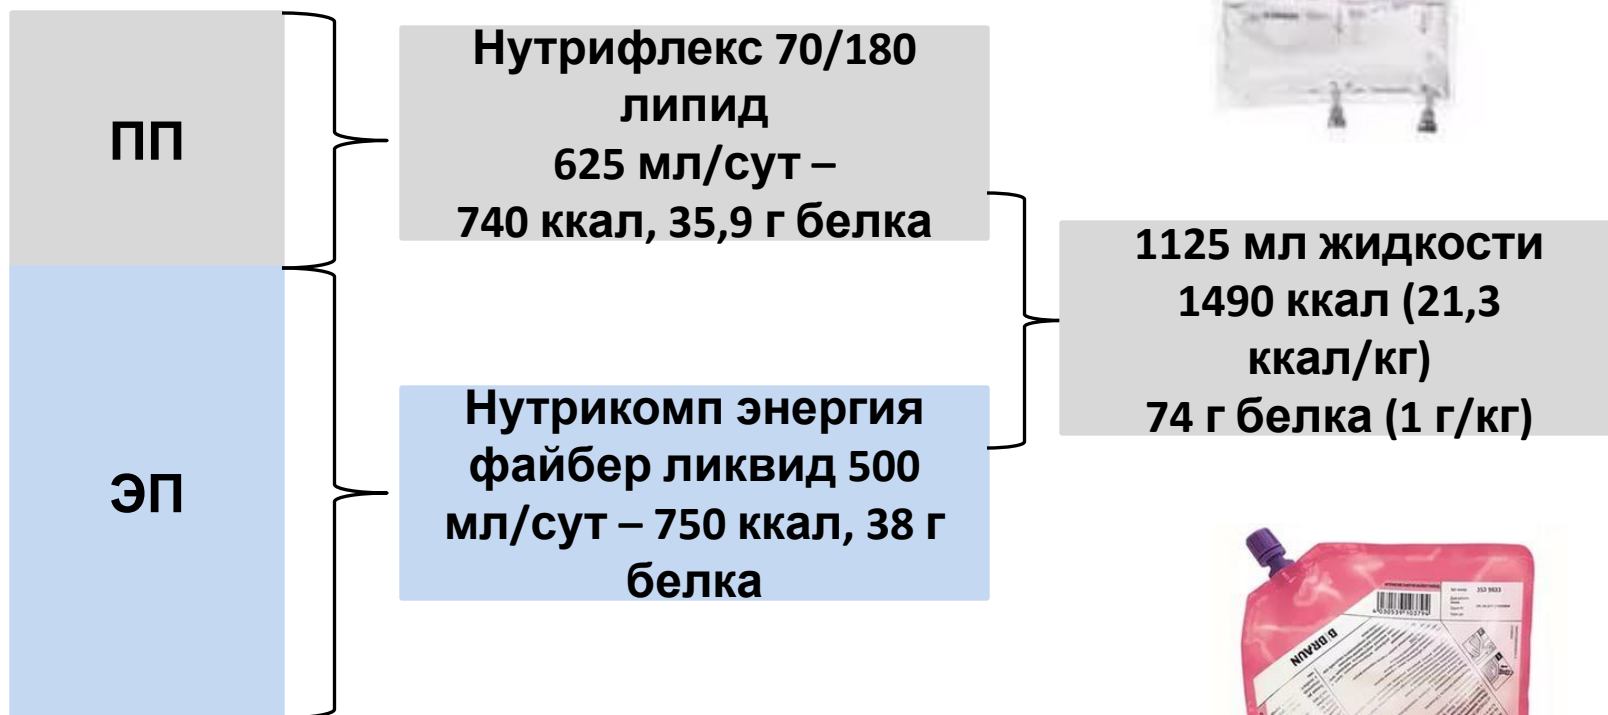 ПП
Нутрифлекс 70/180
липид
625 мл/сут –
740 ккал, 35,9 г белка
1125 мл жидкости
1490 ккал (21,3
ккал/кг)
74 г белка (1 г/кг)
ЭП
Нутрикомп энергия
файбер ликвид 500
мл/сут – 750 ккал, 38 г
белка
B|BRAUN